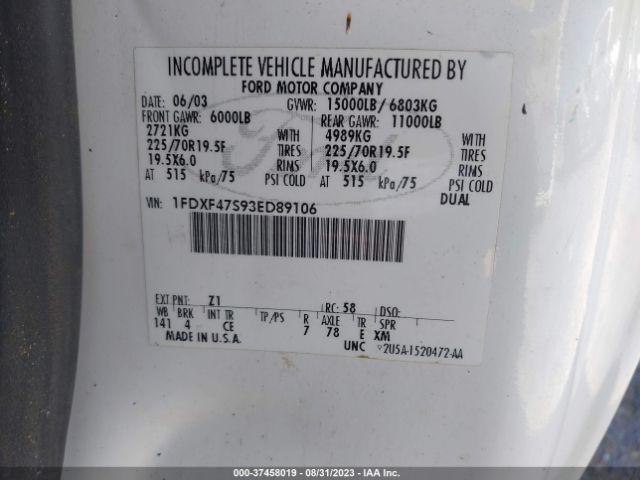 INCOMPLETE VEHICLE MANUFACTURED BY
FORD MOTOR COMPANY
DATE 06/03 GVWR: 15000LB/ 6803KG
FRONT GAWR: 6000LB REAR GAWR: 11000LB
2721KG WITH 4989KG WITH
225/70R19.5F TIRES 225/70R19.5F TIRES
19.5X6.0 RIMS 19.5X6.0 RIMS
AT 515 kPa/75 PSI COLD AT 515 kPa/75 PSI COLD
DUAL
VIN: 1FDXF47S93ED89106
Ford
EXT PNT: Z1 RC: 58 DSO:
WB BRK INT TR TP/PS R AXLE TR SPR
141 4 CE 7 78 E XM
MADE IN U.S.A. UNC 2U5A-1520472-AA
000-37458019 - 08/31/2023 - IAA Inc.